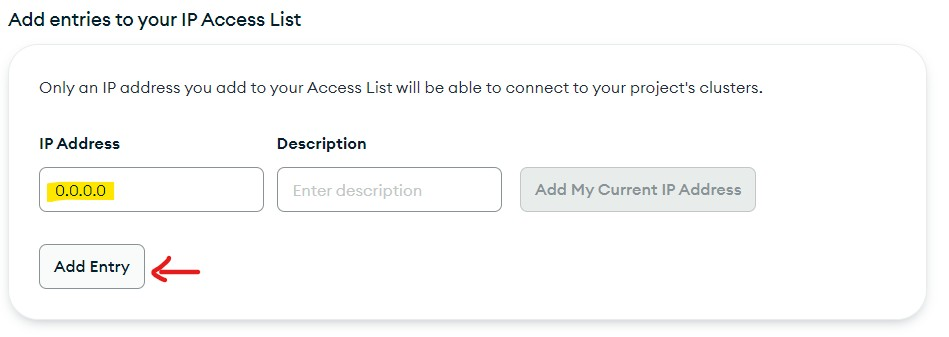 Add entries to your IP Access List
Only an IP address you add to your Access List will be able to connect to your project's clusters.
IP Address
Description
0.0.0.0
Enter description
Add My Current IP Address
Add Entry